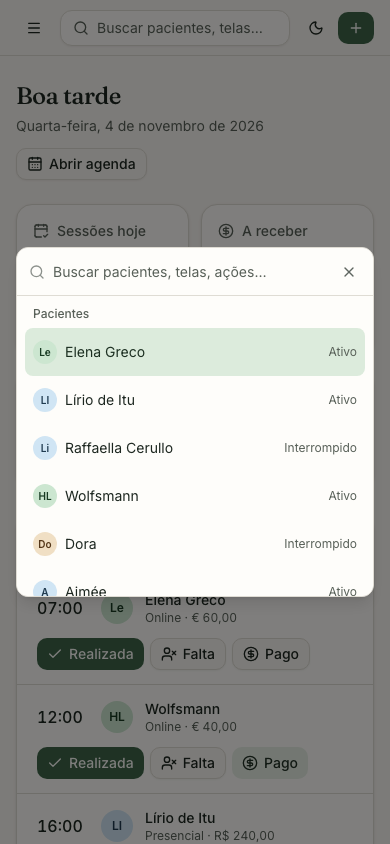 Buscar pacientes, telas...
Boa tarde
Quarta-feira, 4 de novembro de 2026
Abrir agenda
Sessões hoje
A receber
Buscar pacientes, telas, ações...
Pacientes
Le Elena Greco Ativo
LI Lírio de Itu Ativo
Li Raffaella Cerullo Interrompido
HL Wolfsmann Ativo
Do Dora Interrompido
A Aimée Ativo
07:00 Le Elena Greco
Online · € 60,00
Realizada Falta Pago
12:00 HL Wolfsmann
Online · € 40,00
Realizada Falta Pago
16:00 LI Lírio de Itu
Presencial · R$ 240,00